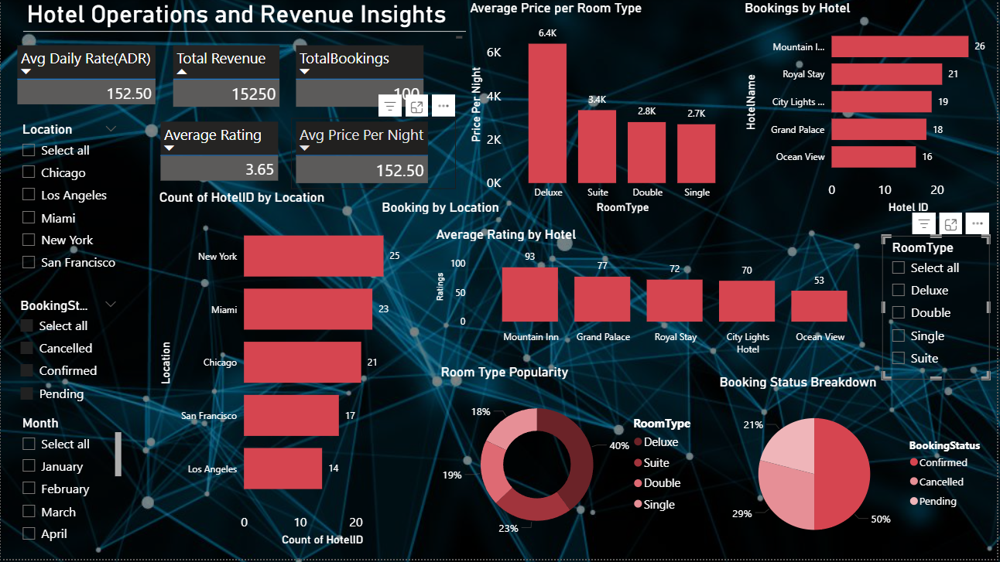 Hotel Operations and Revenue Insights
Avg Daily Rate(ADR)
152.50
Total Revenue
15250
TotalBookings
100
Average Rating
3.65
Avg Price Per Night
152.50
Location
Select all
Chicago
Los Angeles
Miami
New York
San Francisco
BookingSt...
Select all
Cancelled
Confirmed
Pending
Month
Select all
January
February
March
April
Count of HotelID by Location
Location
New York
25
Miami
23
Chicago
21
San Francisco
17
Los Angeles
14
0
10
20
Count of HotelID
Average Price per Room Type
Price Per Night
6K
4K
2K
0K
6.4K
3.4K
2.8K
2.7K
Deluxe
Suite
Double
Single
RoomType
Bookings by Hotel
HotelName
Mountain I...
26
Royal Stay
21
City Lights ...
19
Grand Palace
18
Ocean View
16
0
10
20
Hotel ID
Booking by Location
Average Rating by Hotel
Ratings
100
50
0
93
77
72
70
53
Mountain Inn
Grand Palace
Royal Stay
City Lights
Hotel
Ocean View
RoomType
Select all
Deluxe
Double
Single
Suite
Room Type Popularity
18%
40%
19%
23%
RoomType
Deluxe
Suite
Double
Single
Booking Status Breakdown
21%
29%
50%
BookingStatus
Confirmed
Cancelled
Pending